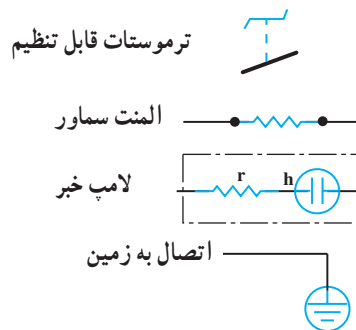 ترموستات قابل تنظیم
المنت سماور
لامپ خبر
r
h
اتصال به زمین